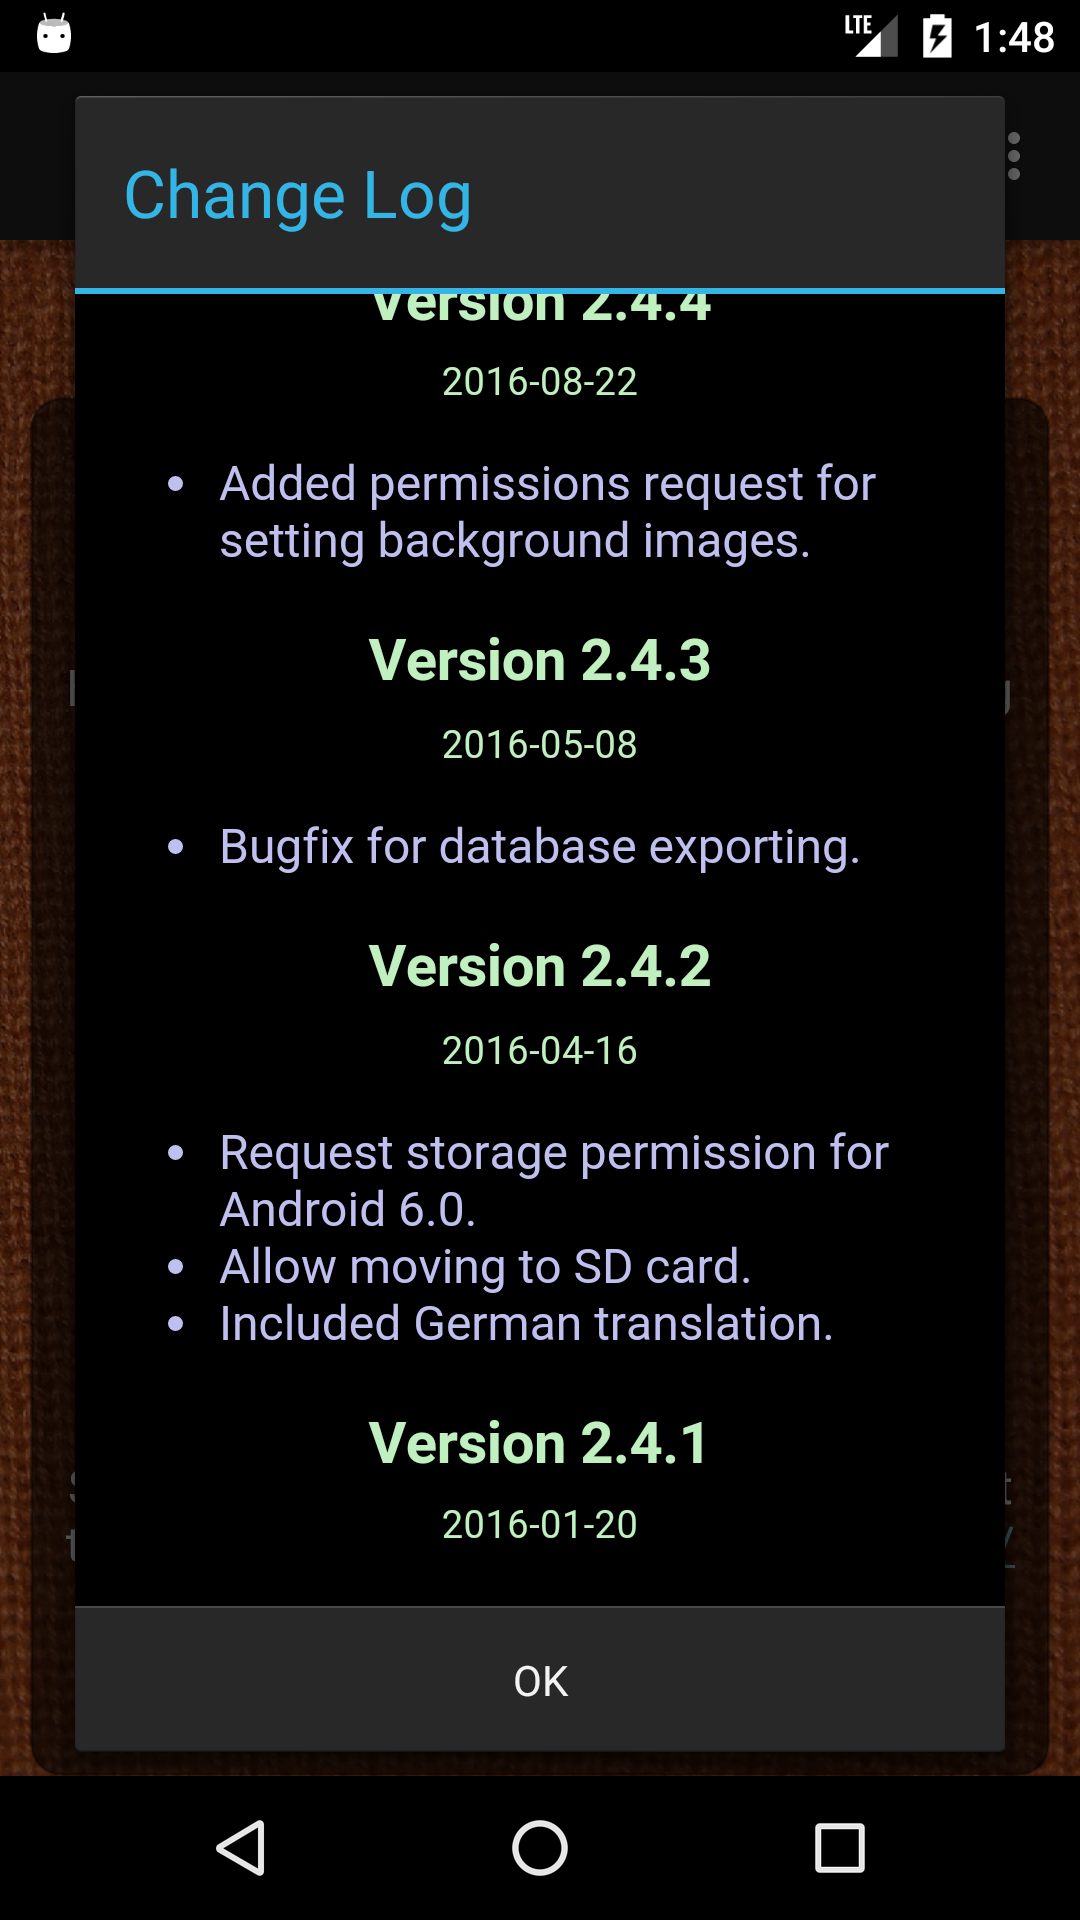 LTE 1:48
Change Log
Version 2.4.4
2016-08-22
• Added permissions request for
setting background images.
Version 2.4.3
2016-05-08
• Bugfix for database exporting.
Version 2.4.2
2016-04-16
• Request storage permission for
Android 6.0.
• Allow moving to SD card.
• Included German translation.
Version 2.4.1
2016-01-20
OK